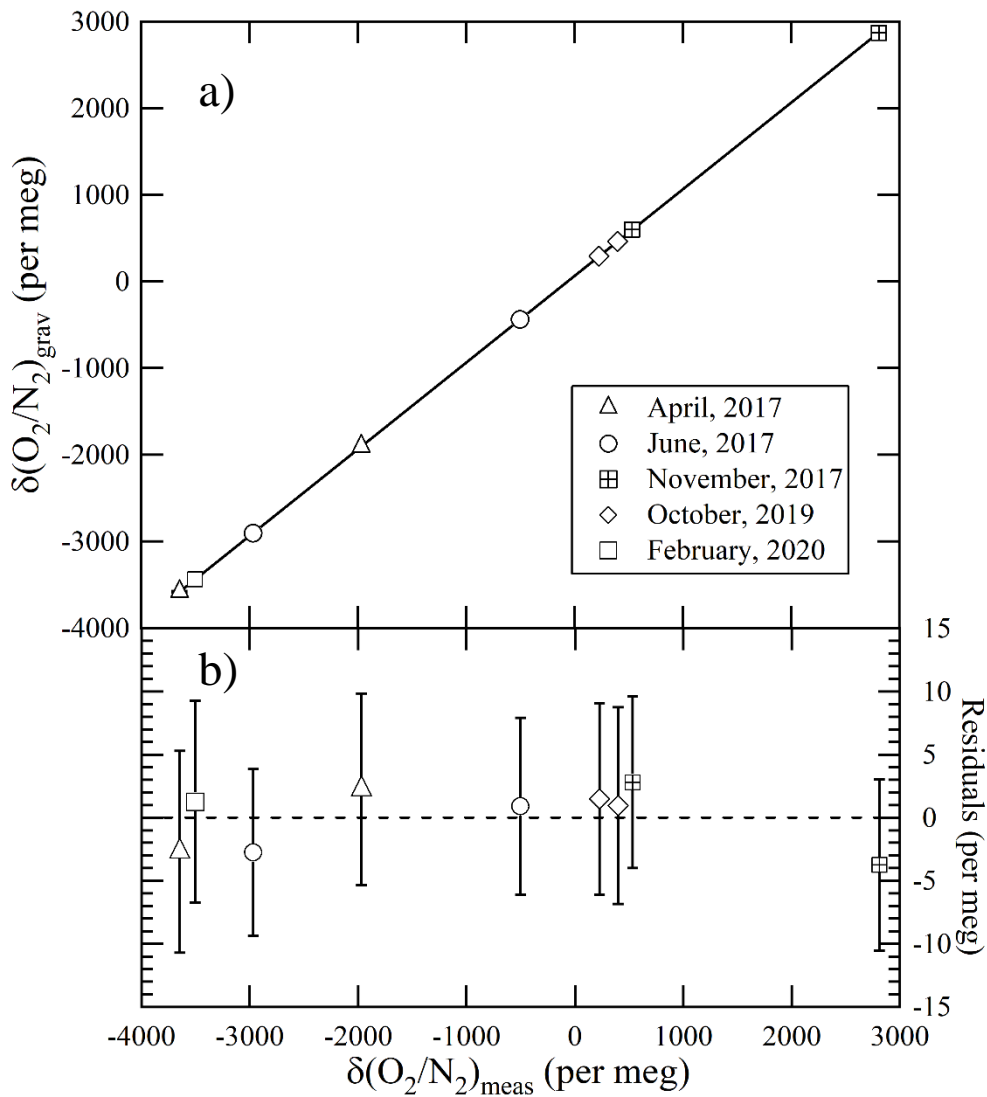 3000
2000
1000
0
-1000
-2000
-3000
-4000
δ(O₂/N₂)grav (per meg)
a)
April, 2017
June, 2017
November, 2017
October, 2019
February, 2020
b)
15
10
5
0
-5
-10
-15
Residuals (per meg)
-4000 -3000 -2000 -1000 0 1000 2000 3000
δ(O₂/N₂)meas (per meg)